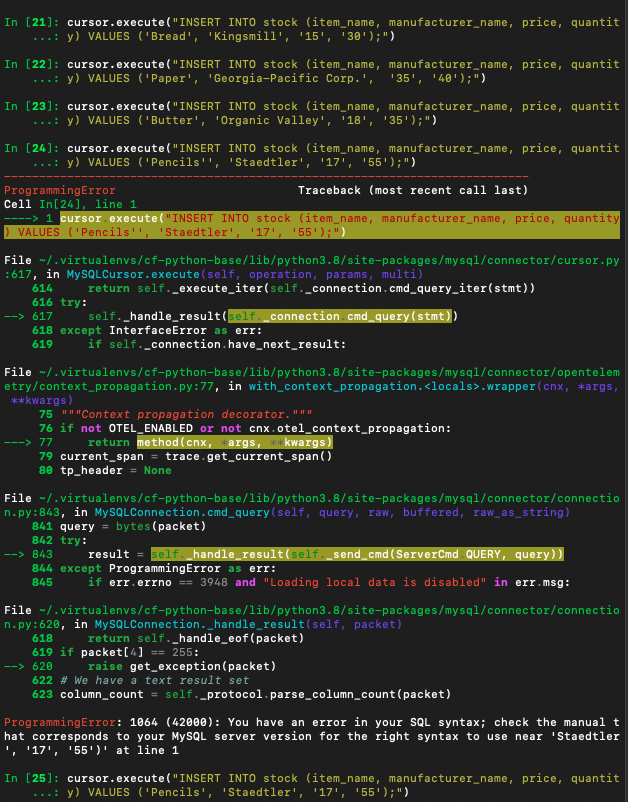 In [21]: cursor.execute("INSERT INTO stock (item_name, manufacturer_name, price, quantit
...: y) VALUES ('Bread', 'Kingsmill', '15', '30');")
In [22]: cursor.execute("INSERT INTO stock (item_name, manufacturer_name, price, quantit
...: y) VALUES ('Paper', 'Georgia-Pacific Corp.',  '35', '40');")
In [23]: cursor.execute("INSERT INTO stock (item_name, manufacturer_name, price, quantit
...: y) VALUES ('Butter', 'Organic Valley', '18', '35');")
In [24]: cursor.execute("INSERT INTO stock (item_name, manufacturer_name, price, quantit
...: y) VALUES ('Pencils'', 'Staedtler', '17', '55');")
---------------------------------------------------------------------------
ProgrammingError                          Traceback (most recent call last)
Cell In[24], line 1
----> 1 cursor.execute("INSERT INTO stock (item_name, manufacturer_name, price, quantity
) VALUES ('Pencils'', 'Staedtler', '17', '55');")
File ~/.virtualenvs/cf-python-base/lib/python3.8/site-packages/mysql/connector/cursor.py
:617, in MySQLCursor.execute(self, operation, params, multi)
614     return self._execute_iter(self._connection.cmd_query_iter(stmt))
616 try:
--> 617     self._handle_result(self._connection.cmd_query(stmt))
618 except InterfaceError as err:
619     if self._connection.have_next_result:
File ~/.virtualenvs/cf-python-base/lib/python3.8/site-packages/mysql/connector/opentelem
etry/context_propagation.py:77, in with_context_propagation.<locals>.wrapper(cnx, *args,
**kwargs)
75 """Context propagation decorator."""
76 if not OTEL_ENABLED or not cnx.otel_context_propagation:
---> 77     return method(cnx, *args, **kwargs)
79 current_span = trace.get_current_span()
80 tp_header = None
File ~/.virtualenvs/cf-python-base/lib/python3.8/site-packages/mysql/connector/connectio
n.py:843, in MySQLConnection.cmd_query(self, query, raw, buffered, raw_as_string)
841 query = bytes(packet)
842 try:
--> 843     result = self._handle_result(self._send_cmd(ServerCmd.QUERY, query))
844 except ProgrammingError as err:
845     if err.errno == 3948 and "Loading local data is disabled" in err.msg:
File ~/.virtualenvs/cf-python-base/lib/python3.8/site-packages/mysql/connector/connectio
n.py:620, in MySQLConnection._handle_result(self, packet)
618     return self._handle_eof(packet)
619 if packet[4] == 255:
--> 620     raise get_exception(packet)
622 # We have a text result set
623 column_count = self._protocol.parse_column_count(packet)
ProgrammingError: 1064 (42000): You have an error in your SQL syntax; check the manual t
hat corresponds to your MySQL server version for the right syntax to use near 'Staedtler
', '17', '55')' at line 1
In [25]: cursor.execute("INSERT INTO stock (item_name, manufacturer_name, price, quantit
...: y) VALUES ('Pencils', 'Staedler', '17', '55');")